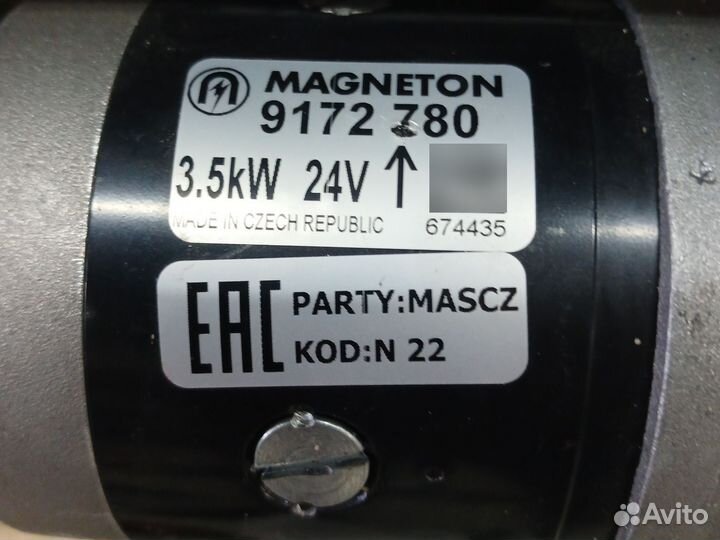 MAGNETON
9172 780
3.5kW 24V
MADE IN CZECH REPUBLIC 674435
EAC PARTY:MASCZ
KOD:N 22
Avito